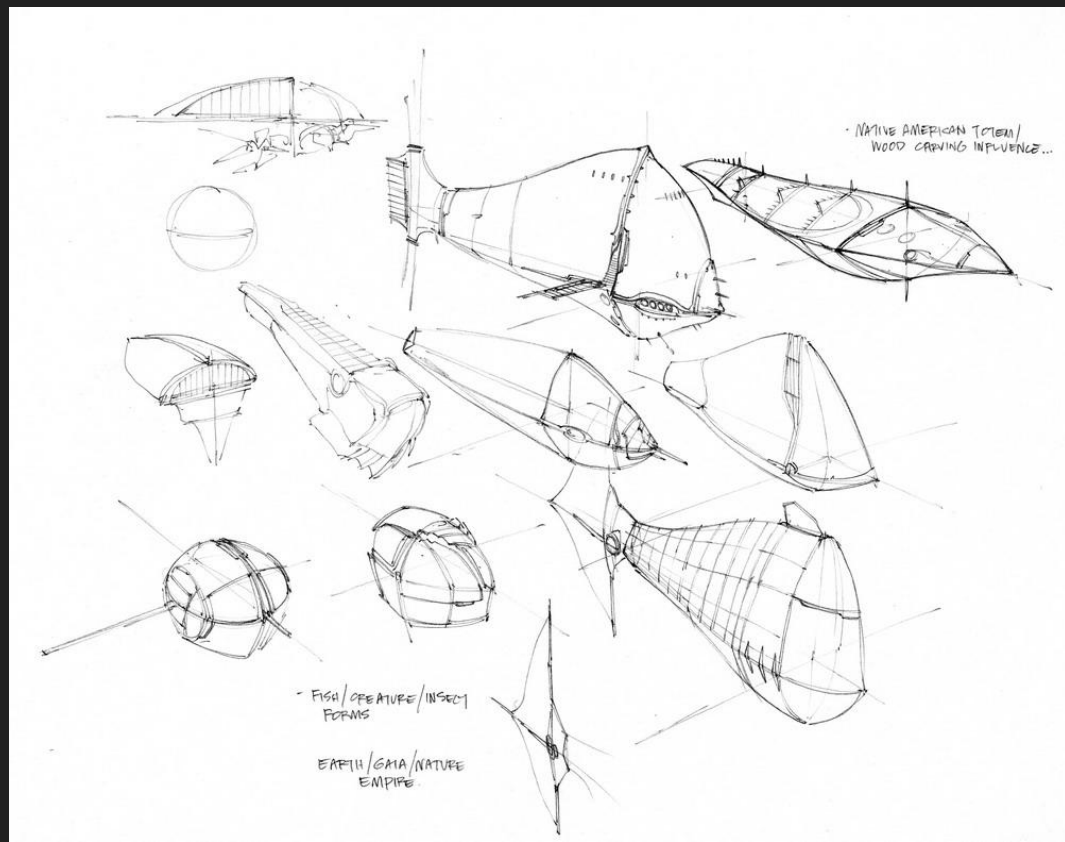 - NATIVE AMERICAN TOTEM/
WOOD CARVING INFLUENCE...
- FISH/CREATURE/INSECT
FORMS
EARTH/GAIA/NATURE
EMPIRE.